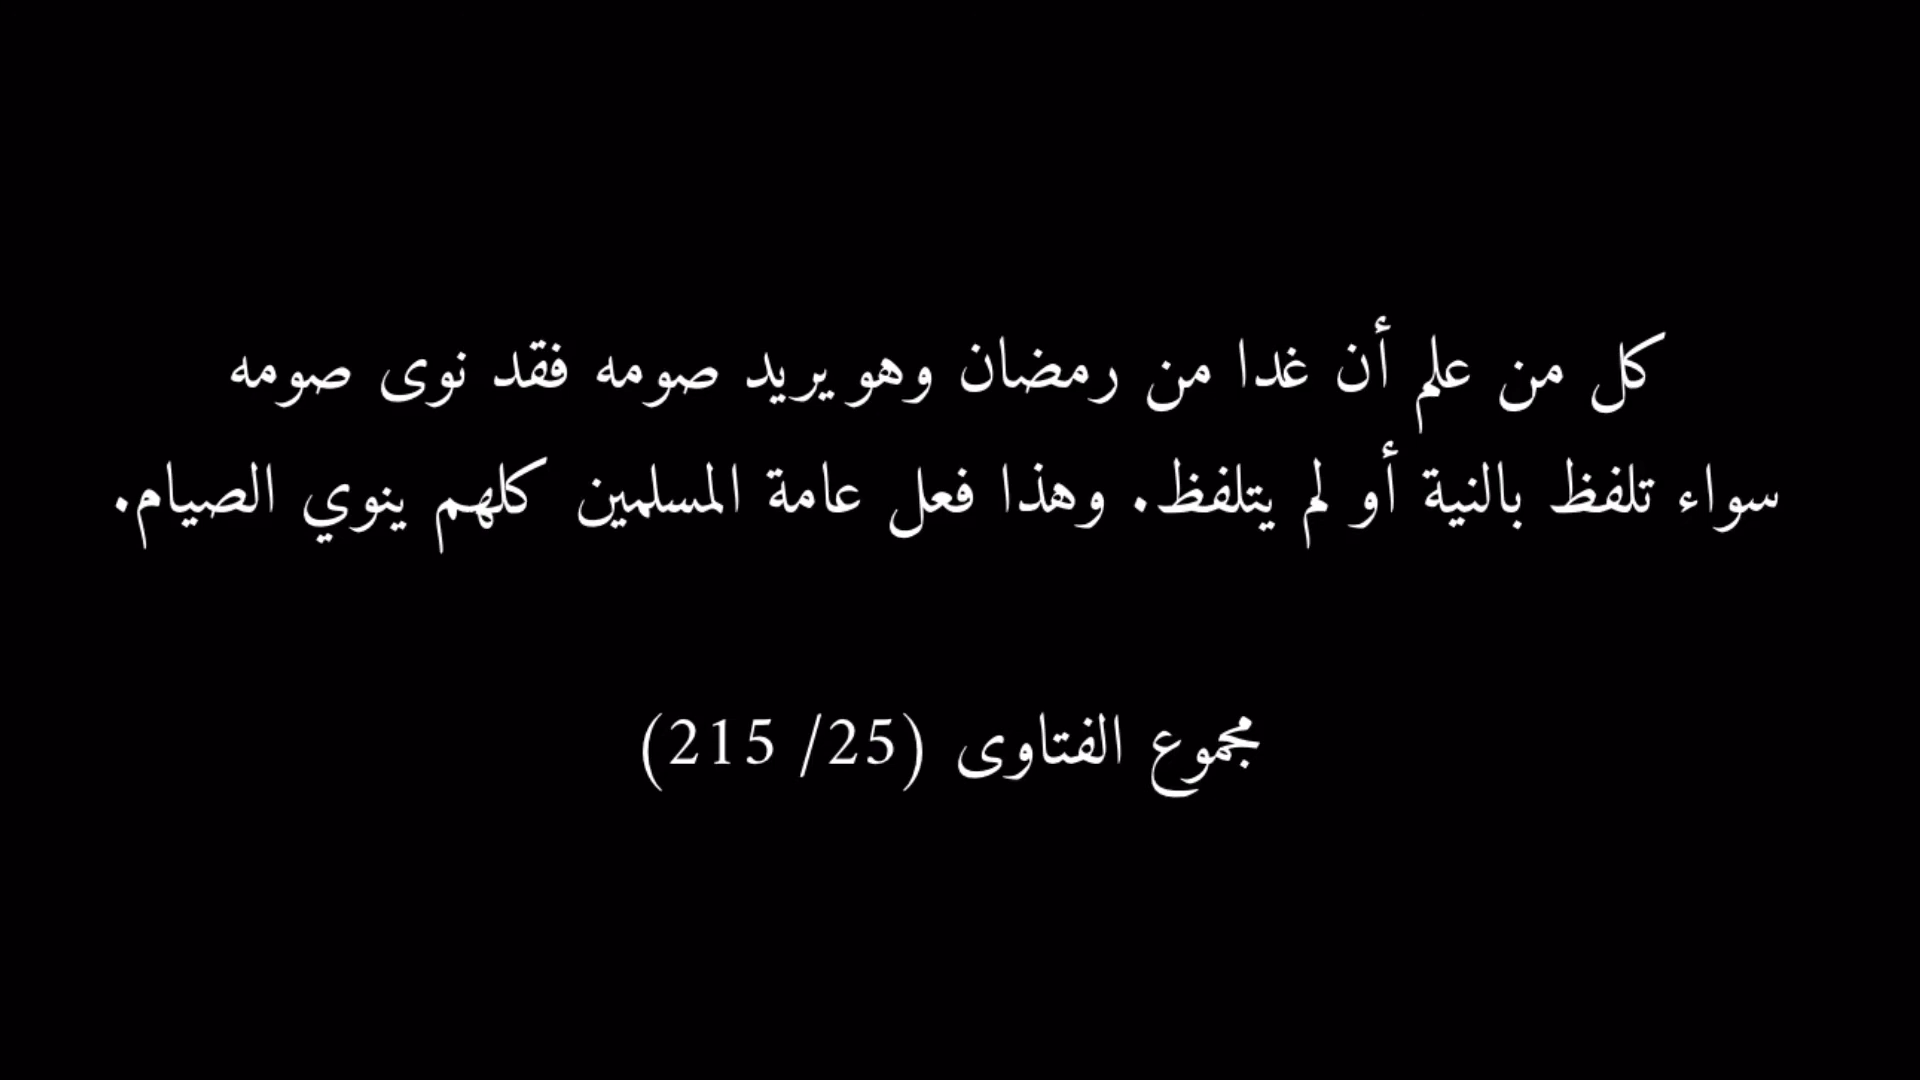 كل من علم أن غدا من رمضان وهو يريد صومه فقد نوى صومه
سواء تلفظ بالنية أو لم يتلفظ. وهذا فعل عامة المسلمين كلهم ينوي الصيام.
مجموع الفتاوى (25/ 215)